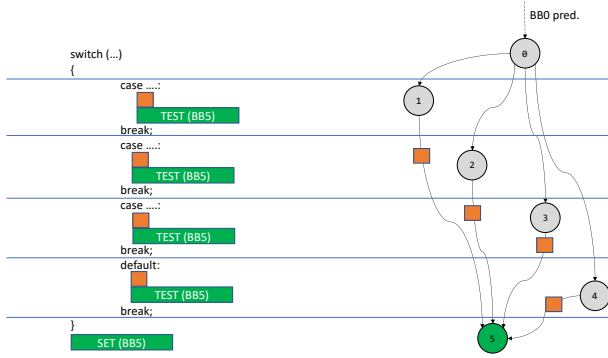 BB0 pred.
switch (...)
{
case ....:
TEST (BB5)
break;
case ....:
TEST (BB5)
break;
case ....:
TEST (BB5)
break;
default:
TEST (BB5)
break;
}
SET (BB5)
0
1
2
3
4
5